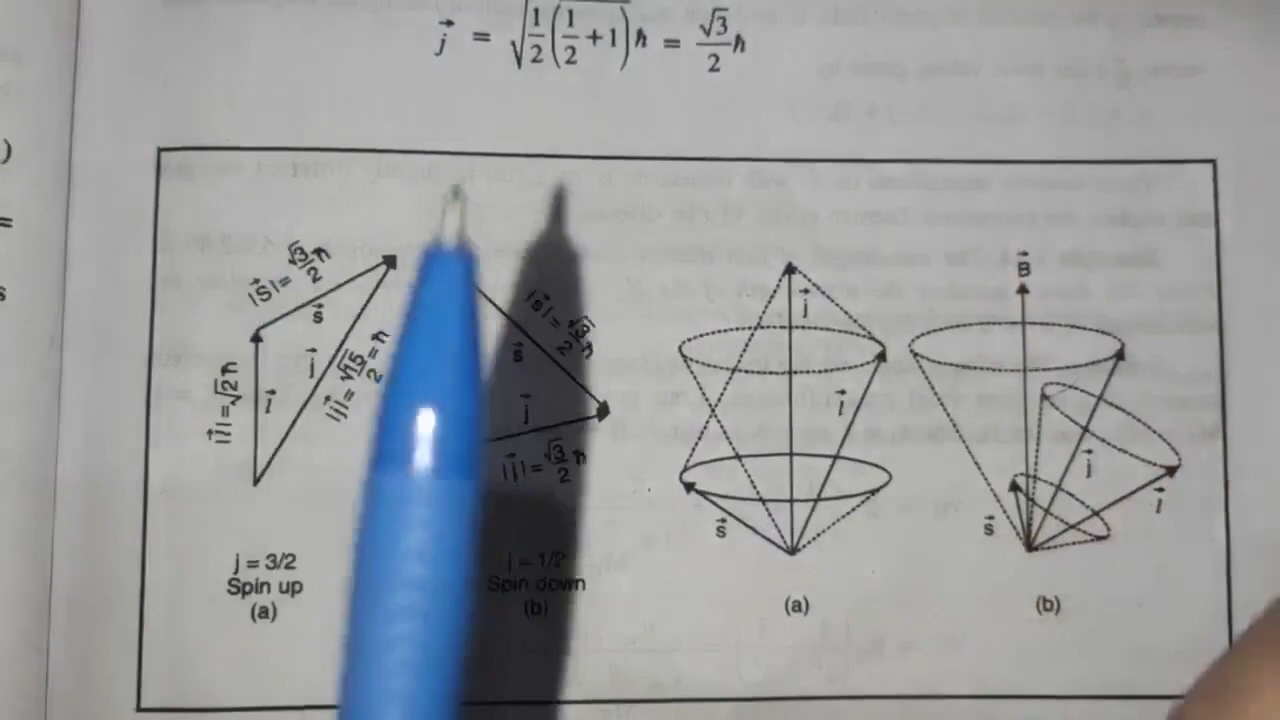 j⃗ = √(1/2(1/2+1))ħ = √3/2 ħ
|S⃗|=√3/2 ħ
s⃗
|l⃗|=√2ħ
l⃗
j⃗
|j⃗|=√15/2=ħ
j = 3/2
Spin up
(a)
|s⃗|=√3/2 ħ
s⃗
j⃗
|j⃗|=√3/2 ħ
j = 1/2
Spin down
(b)
j⃗
l⃗
s⃗
(a)
B⃗
j⃗
s⃗
l⃗
(b)
)
=
s